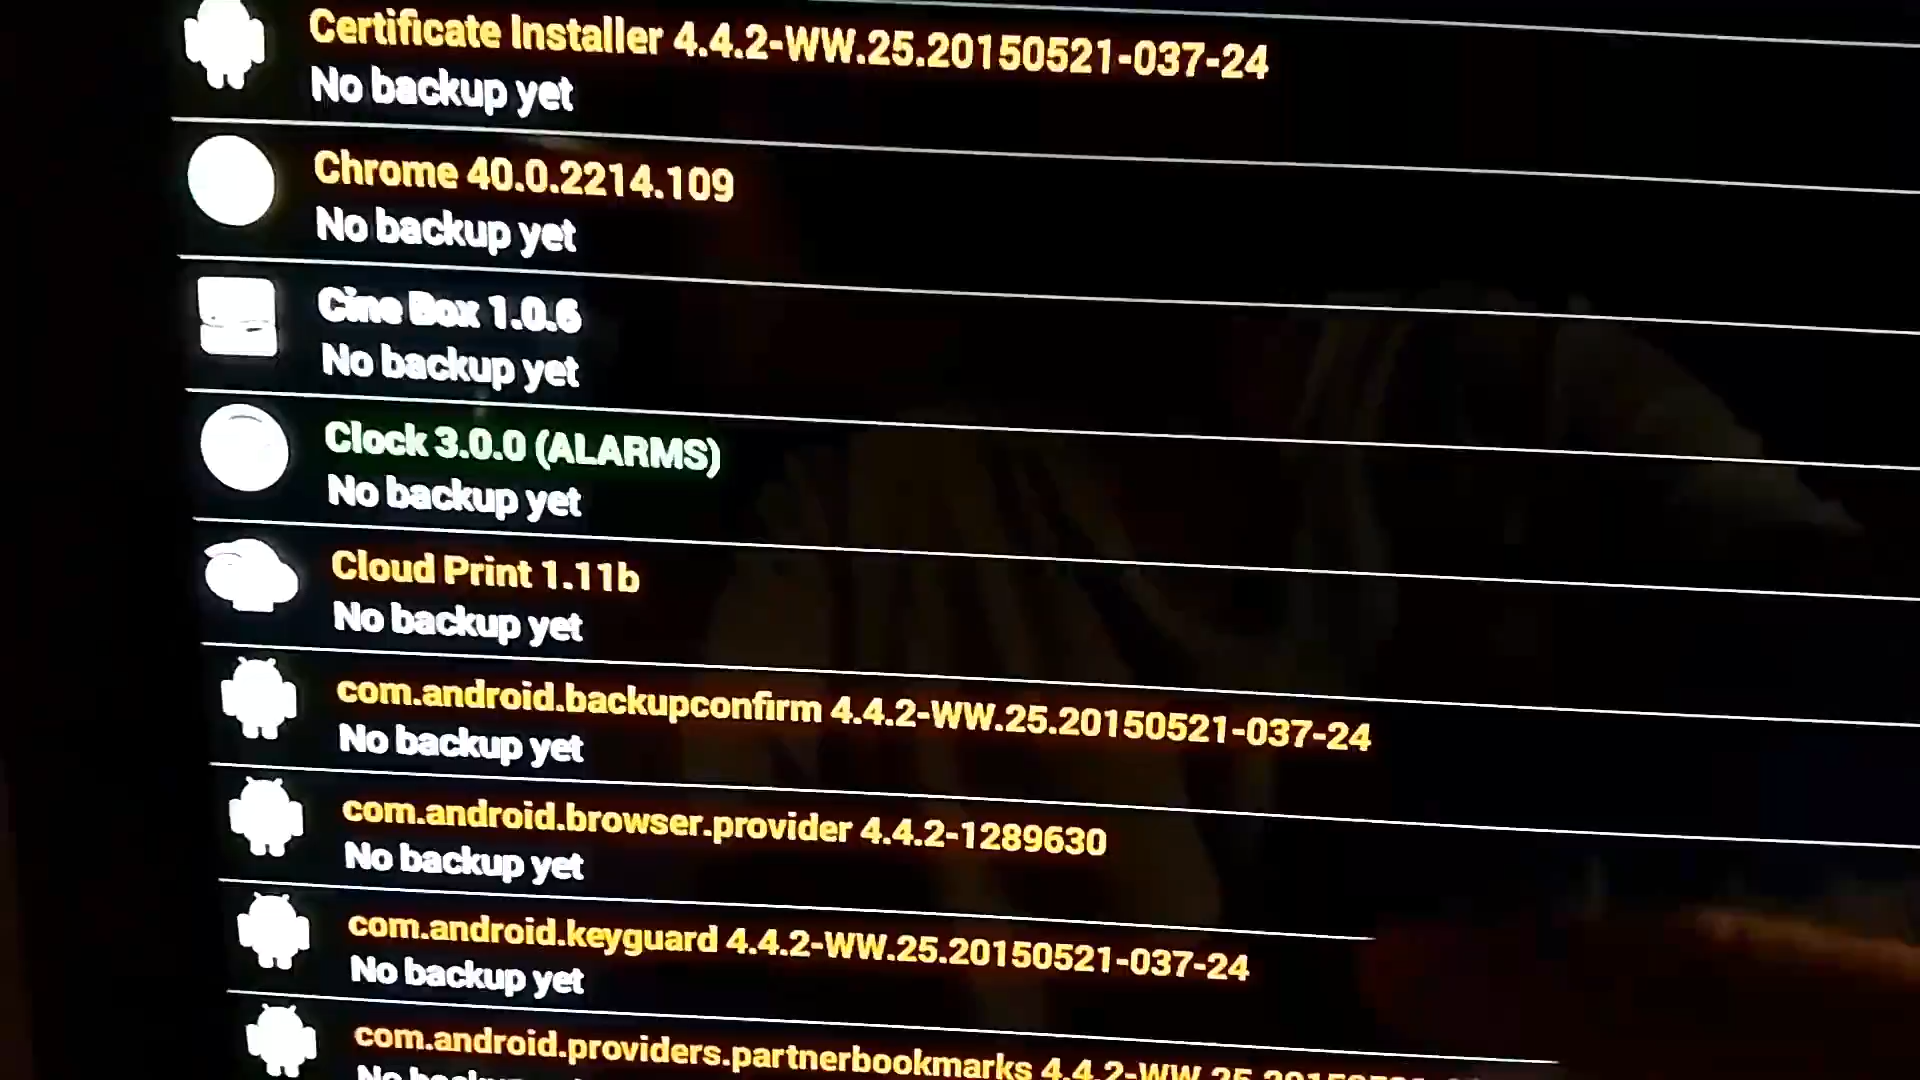 Certificate Installer 4.4.2-WW.25.20150521-037-24
No backup yet
Chrome 40.0.2214.109
No backup yet
Cine Box 1.0.6
No backup yet
Clock 3.0.0 (ALARMS)
No backup yet
Cloud Print 1.11b
No backup yet
com.android.backupconfirm 4.4.2-WW.25.20150521-037-24
No backup yet
com.android.browser.provider 4.4.2-1289630
No backup yet
com.android.keyguard 4.4.2-WW.25.20150521-037-24
No backup yet
com.android.providers.partnerbookmarks
No